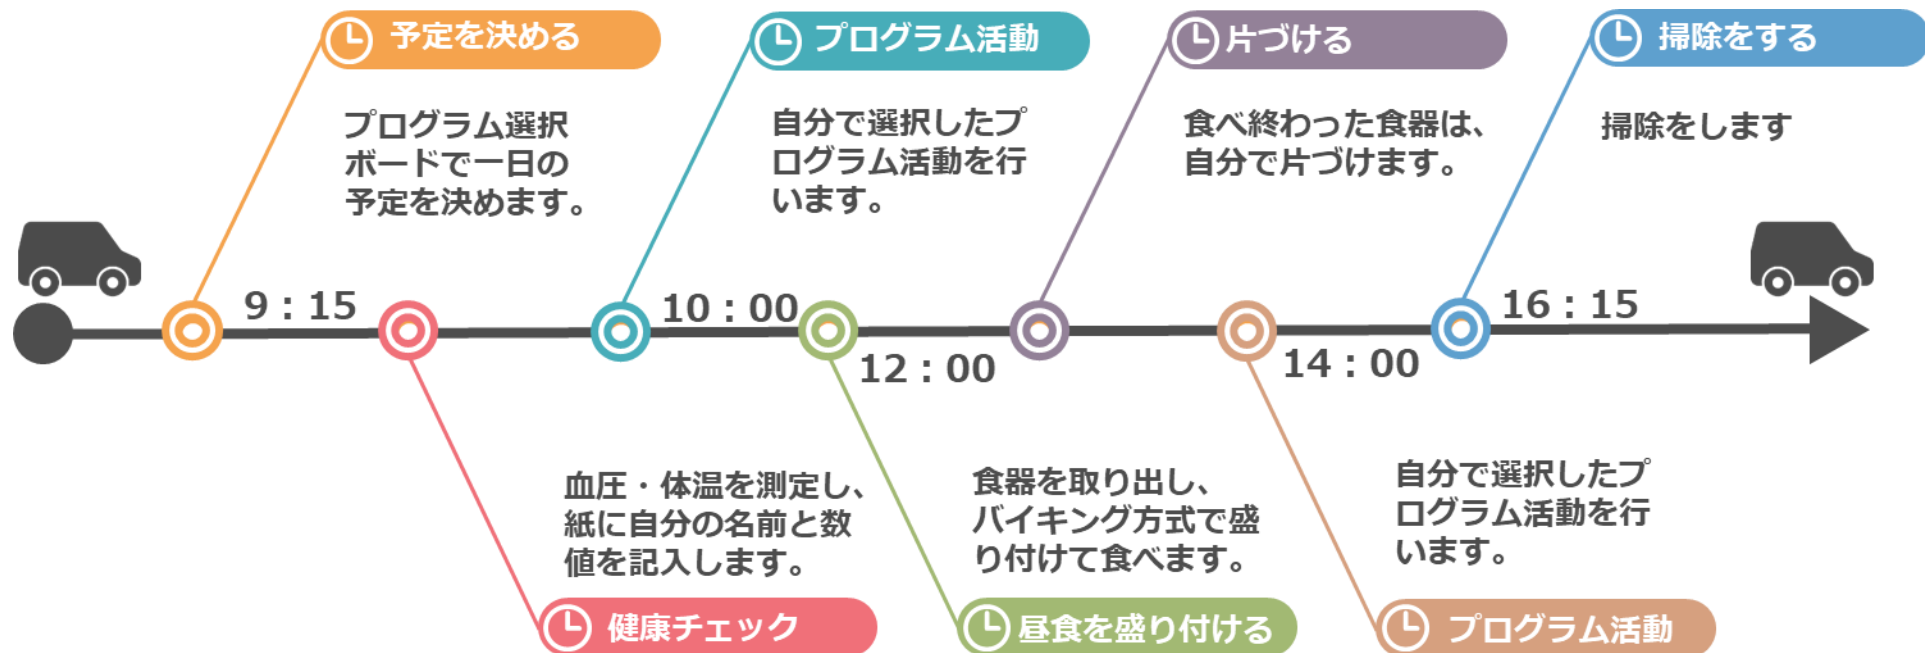 予定を決める
プログラム選択
ボードで一日の
予定を決めます。
9：15
健康チェック
血圧・体温を測定し、
紙に自分の名前と数
値を記入します。
プログラム活動
自分で選択したプ
ログラム活動を行
います。
10：00
昼食を盛り付ける
食器を取り出し、
バイキング方式で盛
り付けて食べます。
12：00
片づける
食べ終わった食器は、
自分で片づけます。
プログラム活動
自分で選択したプ
ログラム活動を行
います。
14：00
掃除をする
掃除をします
16：15